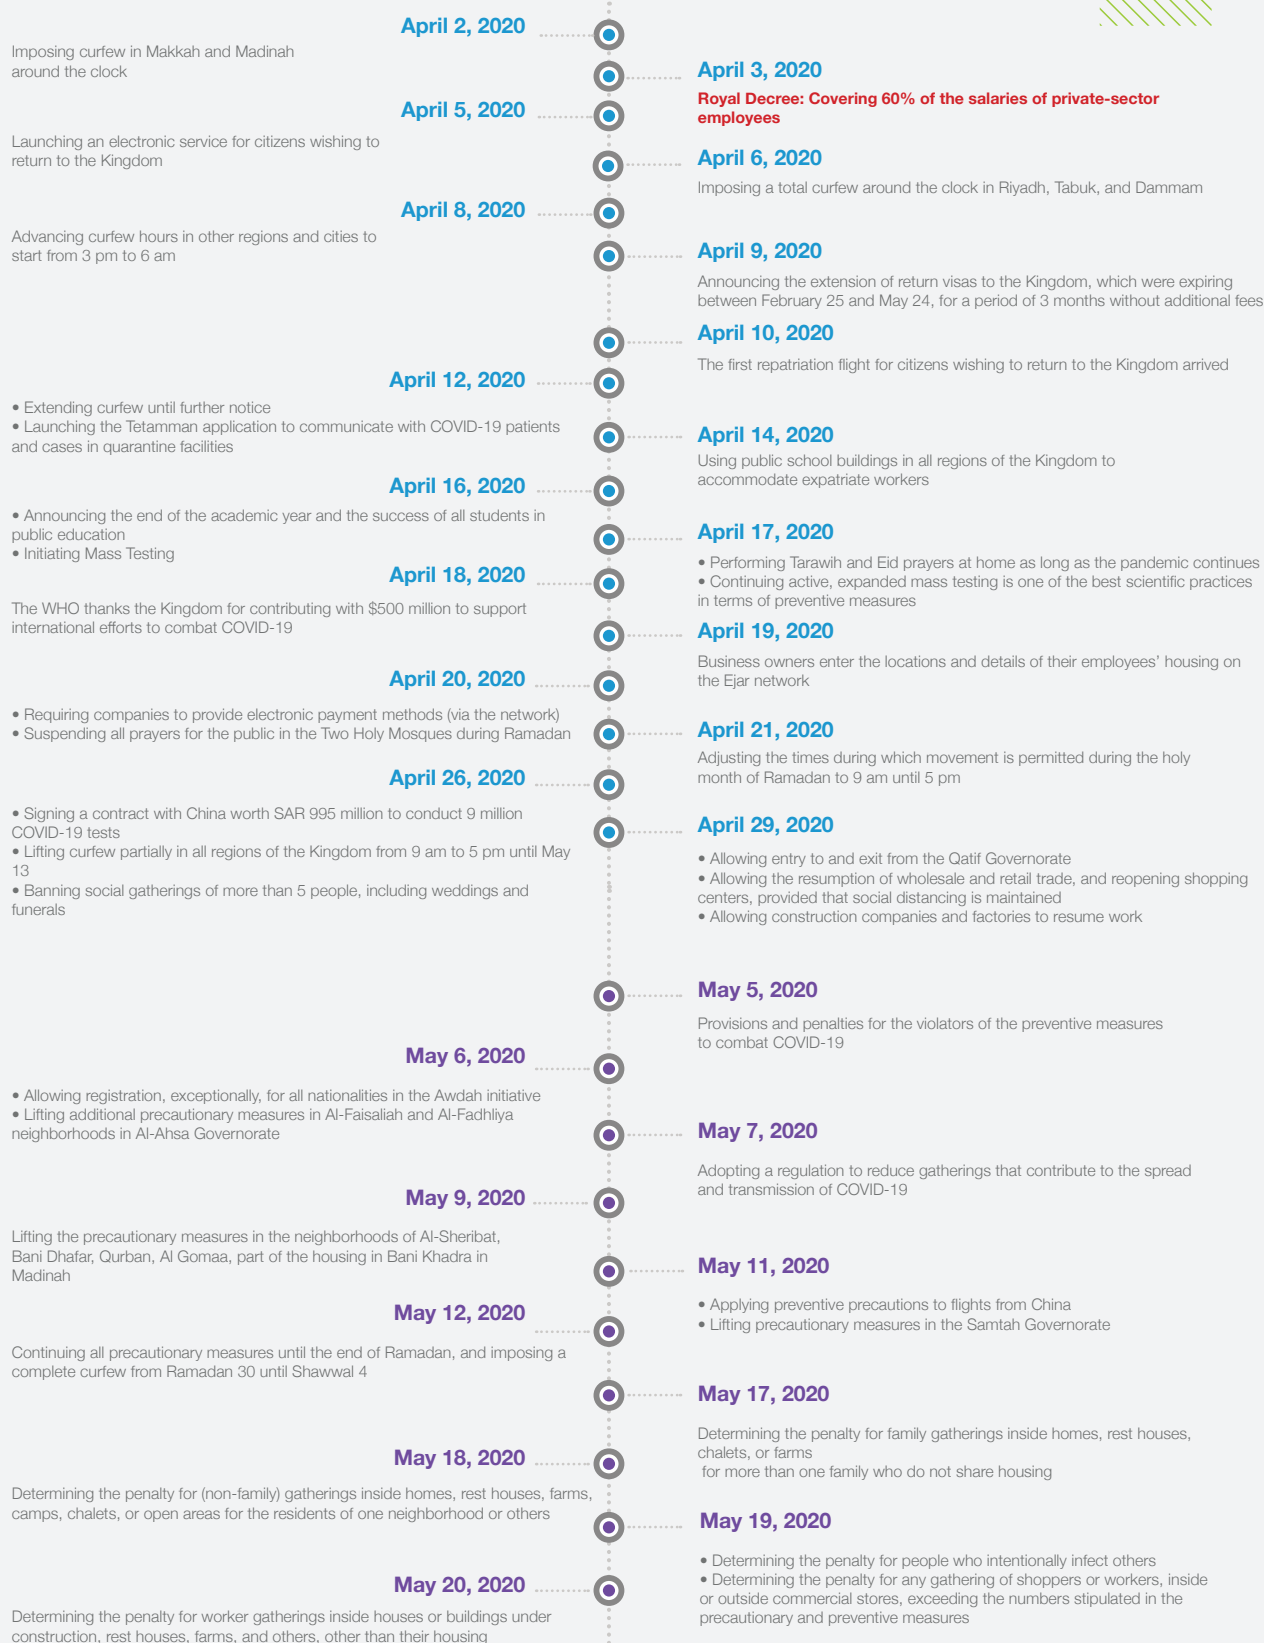 April 2, 2020
Imposing curfew in Makkah and Madinah
around the clock
April 3, 2020
Royal Decree: Covering 60% of the salaries of private-sector
employees
April 5, 2020
Launching an electronic service for citizens wishing to
return to the Kingdom
April 6, 2020
Imposing a total curfew around the clock in Riyadh, Tabuk, and Dammam
April 8, 2020
Advancing curfew hours in other regions and cities to
start from 3 pm to 6 am
April 9, 2020
Announcing the extension of return visas to the Kingdom, which were expiring
between February 25 and May 24, for a period of 3 months without additional fees
April 10, 2020
The first repatriation flight for citizens wishing to return to the Kingdom arrived
April 12, 2020
• Extending curfew until further notice
• Launching the Tetamman application to communicate with COVID-19 patients
and cases in quarantine facilities
April 14, 2020
Using public school buildings in all regions of the Kingdom to
accommodate expatriate workers
April 16, 2020
• Announcing the end of the academic year and the success of all students in
public education
• Initiating Mass Testing
April 17, 2020
• Performing Tarawih and Eid prayers at home as long as the pandemic continues
• Continuing active, expanded mass testing is one of the best scientific practices
in terms of preventive measures
April 18, 2020
The WHO thanks the Kingdom for contributing with $500 million to support
international efforts to combat COVID-19
April 19, 2020
Business owners enter the locations and details of their employees’ housing on
the Ejar network
April 20, 2020
• Requiring companies to provide electronic payment methods (via the network)
• Suspending all prayers for the public in the Two Holy Mosques during Ramadan
April 21, 2020
Adjusting the times during which movement is permitted during the holy
month of Ramadan to 9 am until 5 pm
April 26, 2020
• Signing a contract with China worth SAR 995 million to conduct 9 million
COVID-19 tests
• Lifting curfew partially in all regions of the Kingdom from 9 am to 5 pm until May
13
• Banning social gatherings of more than 5 people, including weddings and
funerals
April 29, 2020
• Allowing entry to and exit from the Qatif Governorate
• Allowing the resumption of wholesale and retail trade, and reopening shopping
centers, provided that social distancing is maintained
• Allowing construction companies and factories to resume work
May 5, 2020
Provisions and penalties for the violators of the preventive measures
to combat COVID-19
May 6, 2020
• Allowing registration, exceptionally, for all nationalities in the Awdah initiative
• Lifting additional precautionary measures in Al-Faisaliah and Al-Fadhliya
neighborhoods in Al-Ahsa Governorate
May 7, 2020
Adopting a regulation to reduce gatherings that contribute to the spread
and transmission of COVID-19
May 9, 2020
Lifting the precautionary measures in the neighborhoods of Al-Sheribat,
Bani Dhafar, Qurban, Al Gomaa, part of the housing in Bani Khadra in
Madinah
May 11, 2020
• Applying preventive precautions to flights from China
• Lifting precautionary measures in the Samtah Governorate
May 12, 2020
Continuing all precautionary measures until the end of Ramadan, and imposing a
complete curfew from Ramadan 30 until Shawwal 4
May 17, 2020
Determining the penalty for family gatherings inside homes, rest houses,
chalets, or farms
for more than one family who do not share housing
May 18, 2020
Determining the penalty for (non-family) gatherings inside homes, rest houses, farms,
camps, chalets, or open areas for the residents of one neighborhood or others
May 19, 2020
• Determining the penalty for people who intentionally infect others
• Determining the penalty for any gathering of shoppers or workers, inside
or outside commercial stores, exceeding the numbers stipulated in the
precautionary and preventive measures
May 20, 2020
Determining the penalty for worker gatherings inside houses or buildings under
construction, rest houses, farms, and others, other than their housing